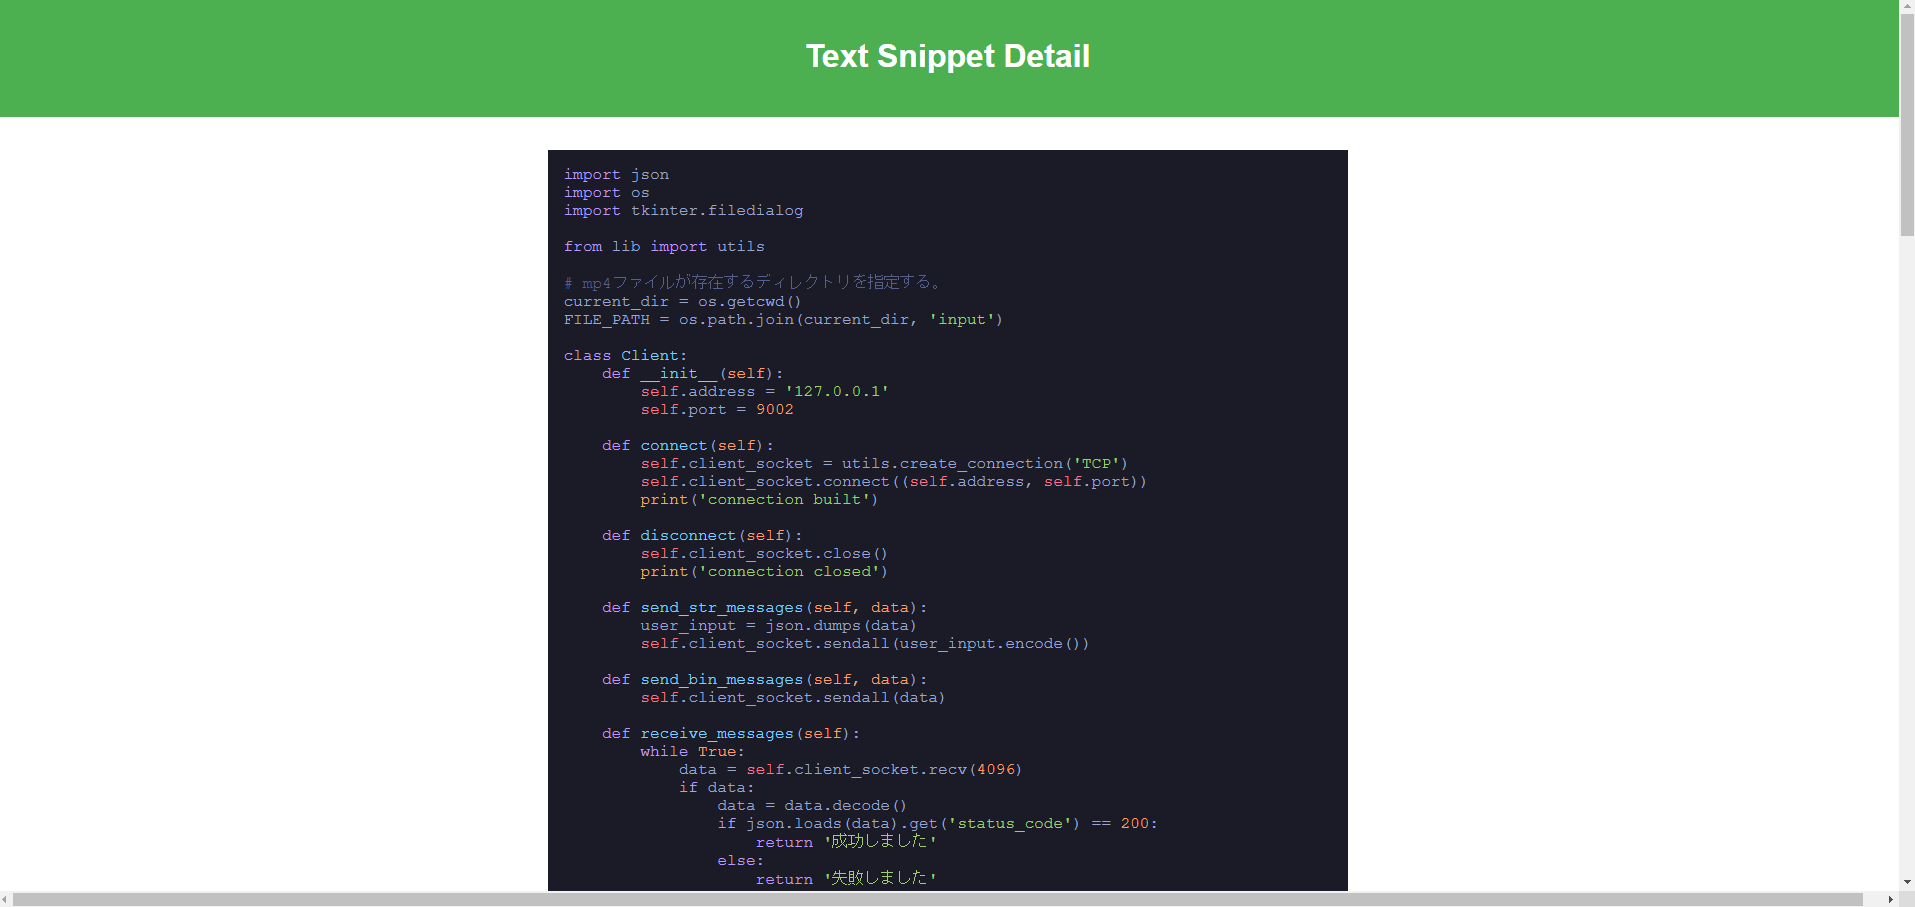 Text Snippet Detail
import json
import os
import tkinter.filedialog
from lib import utils
# mp4ファイルが存在するディレクトリを指定する。
current_dir = os.getcwd()
FILE_PATH = os.path.join(current_dir, 'input')
class Client:
    def __init__(self):
        self.address = '127.0.0.1'
        self.port = 9002
    def connect(self):
        self.client_socket = utils.create_connection('TCP')
        self.client_socket.connect((self.address, self.port))
        print('connection built')
    def disconnect(self):
        self.client_socket.close()
        print('connection closed')
    def send_str_messages(self, data):
        user_input = json.dumps(data)
        self.client_socket.sendall(user_input.encode())
    def send_bin_messages(self, data):
        self.client_socket.sendall(data)
    def receive_messages(self):
        while True:
            data = self.client_socket.recv(4096)
            if data:
                data = data.decode()
                if json.loads(data).get('status_code') == 200:
                    return '成功しました'
                else:
                    return '失敗しました'